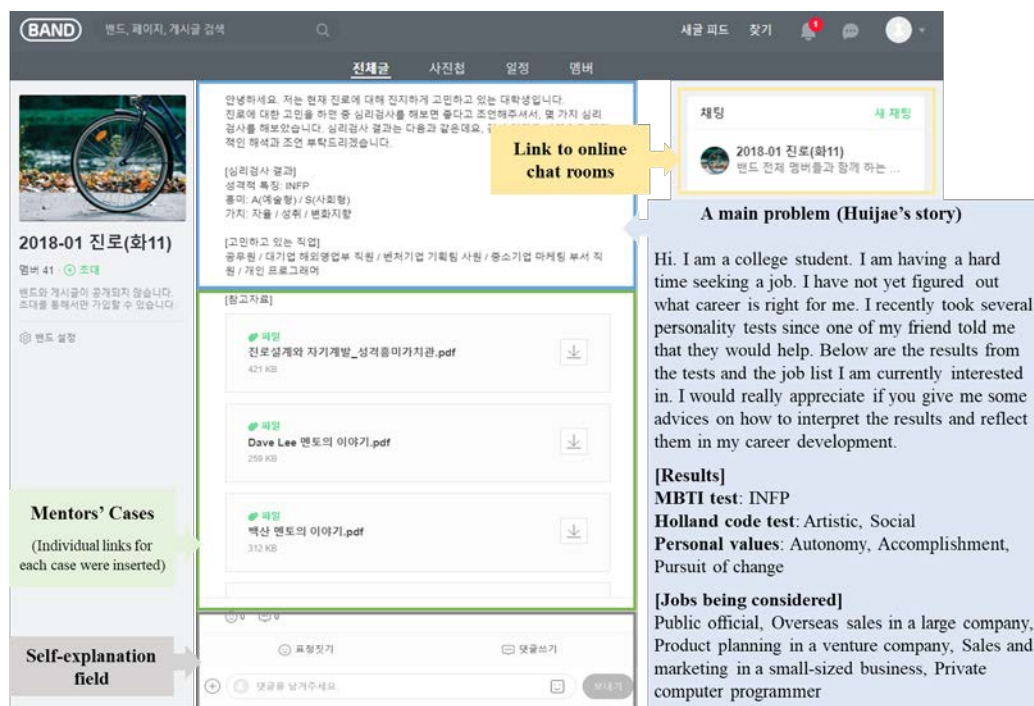 BAND
밴드, 페이지, 게시글 검색
새글 피드
찾기
1
전체글
사진첩
일정
멤버
2018-01 진로(화11)
멤버 41 · 초대
밴드와 게시글이 공개되지 않습니다.
초대를 통해서만 가입할 수 있습니다.
밴드 설정
안녕하세요. 저는 현재 진로에 대해 진지하게 고민하고 있는 대학생입니다.
진로에 대한 고민을 하던 중 심리검사를 해보면 좋다고 조언해주셔서, 몇 가지 심리
검사를 해보았습니다. 심리검사 결과는 다음과 같은데요,
적인 해석과 조언 부탁드리겠습니다.
[심리검사 결과]
성격적 특징: INFP
흥미: A(예술형) / S(사회형)
가치: 자율 / 성취 / 변화지향
[고민하고 있는 직업]
공무원 / 대기업 해외영업부 직원 / 벤처기업 기획팀 사원 / 중소기업 마케팅 부서 직
원 / 개인 프로그래머
[참고자료]
파일
진로설계와 자기계발_성격흥미가치관.pdf
421 KB
파일
Dave Lee 멘토의 이야기.pdf
259 KB
파일
백산 멘토의 이야기.pdf
312 KB
0
0
표정짓기
댓글쓰기
댓글을 남겨주세요.
보내기
채팅
새 채팅
2018-01 진로(화11)
밴드 전체 멤버들과 함께 하는 ...
Link to online
chat rooms
Mentors’ Cases
(Individual links for
each case were inserted)
Self-explanation
field
A main problem (Huijae’s story)
Hi. I am a college student. I am having a hard
time seeking a job. I have not yet figured out
what career is right for me. I recently took several
personality tests since one of my friend told me
that they would help. Below are the results from
the tests and the job list I am currently interested
in. I would really appreciate if you give me some
advices on how to interpret the results and reflect
them in my career development.
[Results]
MBTI test: INFP
Holland code test: Artistic, Social
Personal values: Autonomy, Accomplishment,
Pursuit of change
[Jobs being considered]
Public official, Overseas sales in a large company,
Product planning in a venture company, Sales and
marketing in a small-sized business, Private
computer programmer